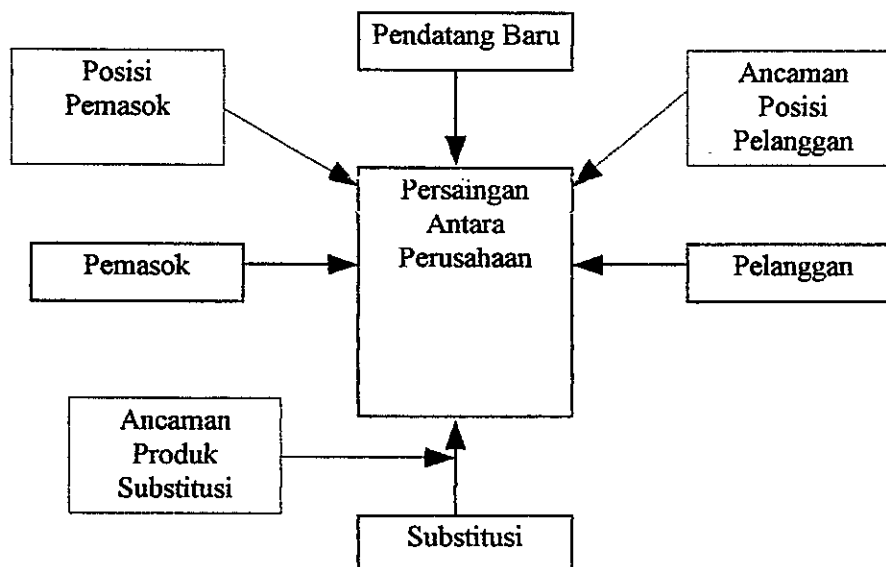 Pendatang Baru
Posisi
Pemasok
Ancaman
Posisi
Pelanggan
Persaingan
Antara
Perusahaan
Pemasok
Pelanggan
Ancaman
Produk
Substitusi
Substitusi